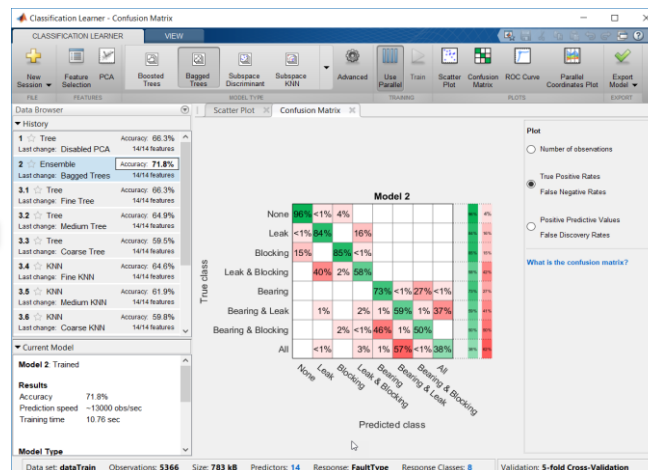 Classification Learner - Confusion Matrix
CLASSIFICATION LEARNER VIEW
New Session
Feature Selection
PCA
Boosted Trees
Bagged Trees
Subspace Discriminant
Subspace KNN
Advanced
Use Parallel
Train
Scatter Plot
Confusion Matrix
ROC Curve
Parallel Coordinates Plot
Export Model
FILE FEATURES MODEL TYPE TRAINING PLOTS EXPORT
Data Browser
History
1 Tree Accuracy: 66.3%
Last change: Disabled PCA 14/14 features
2 Ensemble Accuracy: 71.8%
Last change: Bagged Trees 14/14 features
3.1 Tree Accuracy: 66.3%
Last change: Fine Tree 14/14 features
3.2 Tree Accuracy: 64.9%
Last change: Medium Tree 14/14 features
3.3 Tree Accuracy: 59.5%
Last change: Coarse Tree 14/14 features
3.4 KNN Accuracy: 64.6%
Last change: Fine KNN 14/14 features
3.5 KNN Accuracy: 61.9%
Last change: Medium KNN 14/14 features
3.6 KNN Accuracy: 59.8%
Last change: Coarse KNN 14/14 features
Current Model
Model 2: Trained
Results
Accuracy 71.8%
Prediction speed ~13000 obs/sec
Training time 10.76 sec
Model Type
Scatter Plot Confusion Matrix
Model 2
True class
None 96% <1% 4%
Leak <1% 84% 16%
Blocking 15% 85% <1%
Leak & Blocking 40% 2% 58%
Bearing 73% <1% 27% <1%
Bearing & Leak 1% 2% 1% 59% 1% 37%
Bearing & Blocking 2% <1% 46% 1% 50%
All <1% 3% 1% 57% <1% 38%
None
Leak
Blocking
Leak & Blocking
Bearing
Bearing & Leak
Bearing & Blocking
All
Predicted class
Plot
Number of observations
True Positive Rates
False Negative Rates
Positive Predictive Values
False Discovery Rates
What is the confusion matrix?
Data set: dataTrain Observations: 5366 Size: 783 kB Predictors: 14 Response: FaultType Response Classes: 8 Validation: 5-fold Cross-Validation